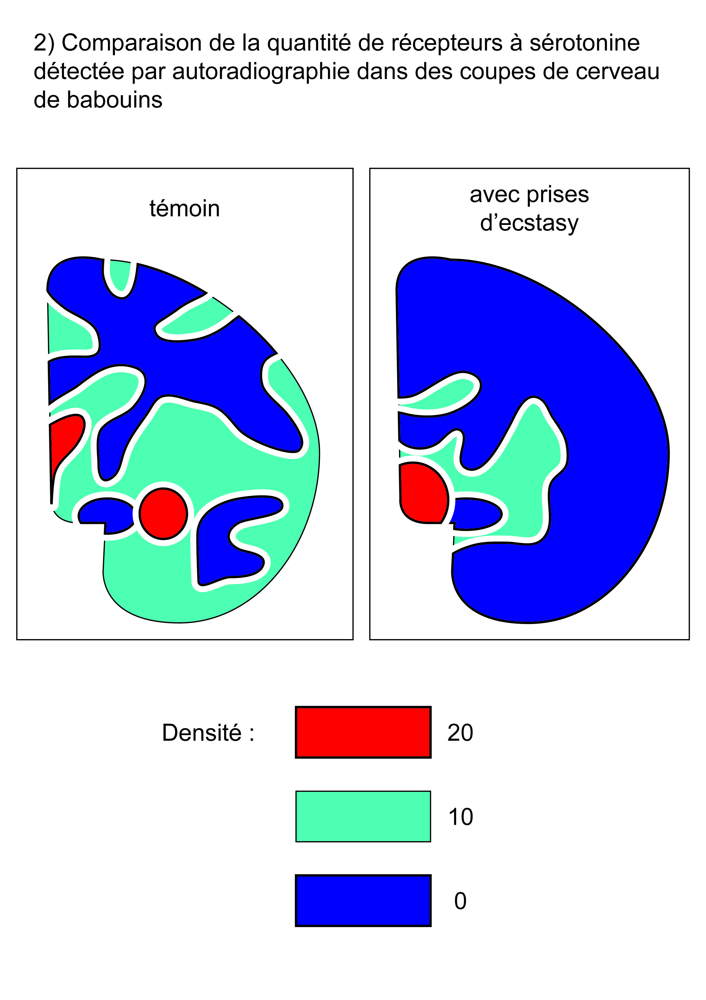 2) Comparaison de la quantité de récepteurs à sérotonine
détectée par autoradiographie dans des coupes de cerveau
de babouins
témoin
avec prises
d’ecstasy
Densité :
20
10
0